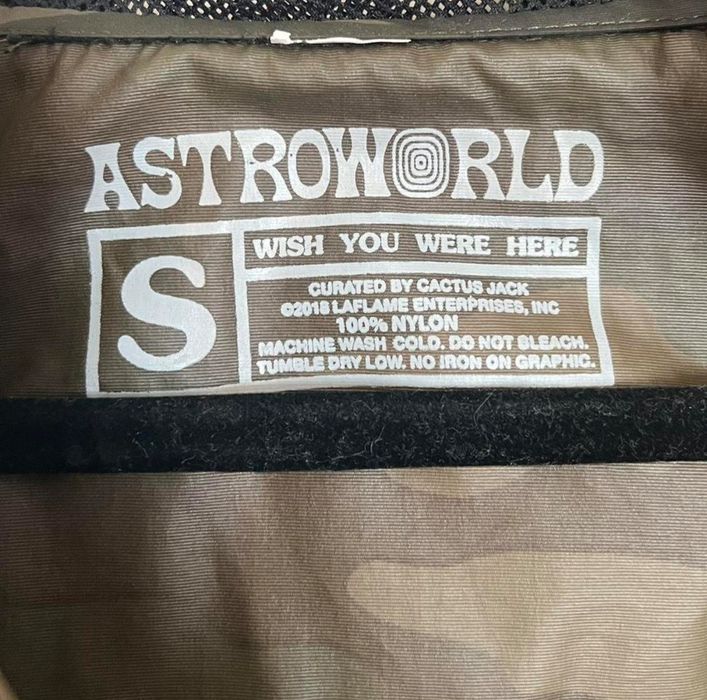 ASTROWORLD
S
WISH YOU WERE HERE
CURATED BY CACTUS JACK
©2018 LAFLAME ENTERPRISES, INC
100% NYLON
MACHINE WASH COLD. DO NOT BLEACH.
TUMBLE DRY LOW. NO IRON ON GRAPHIC.